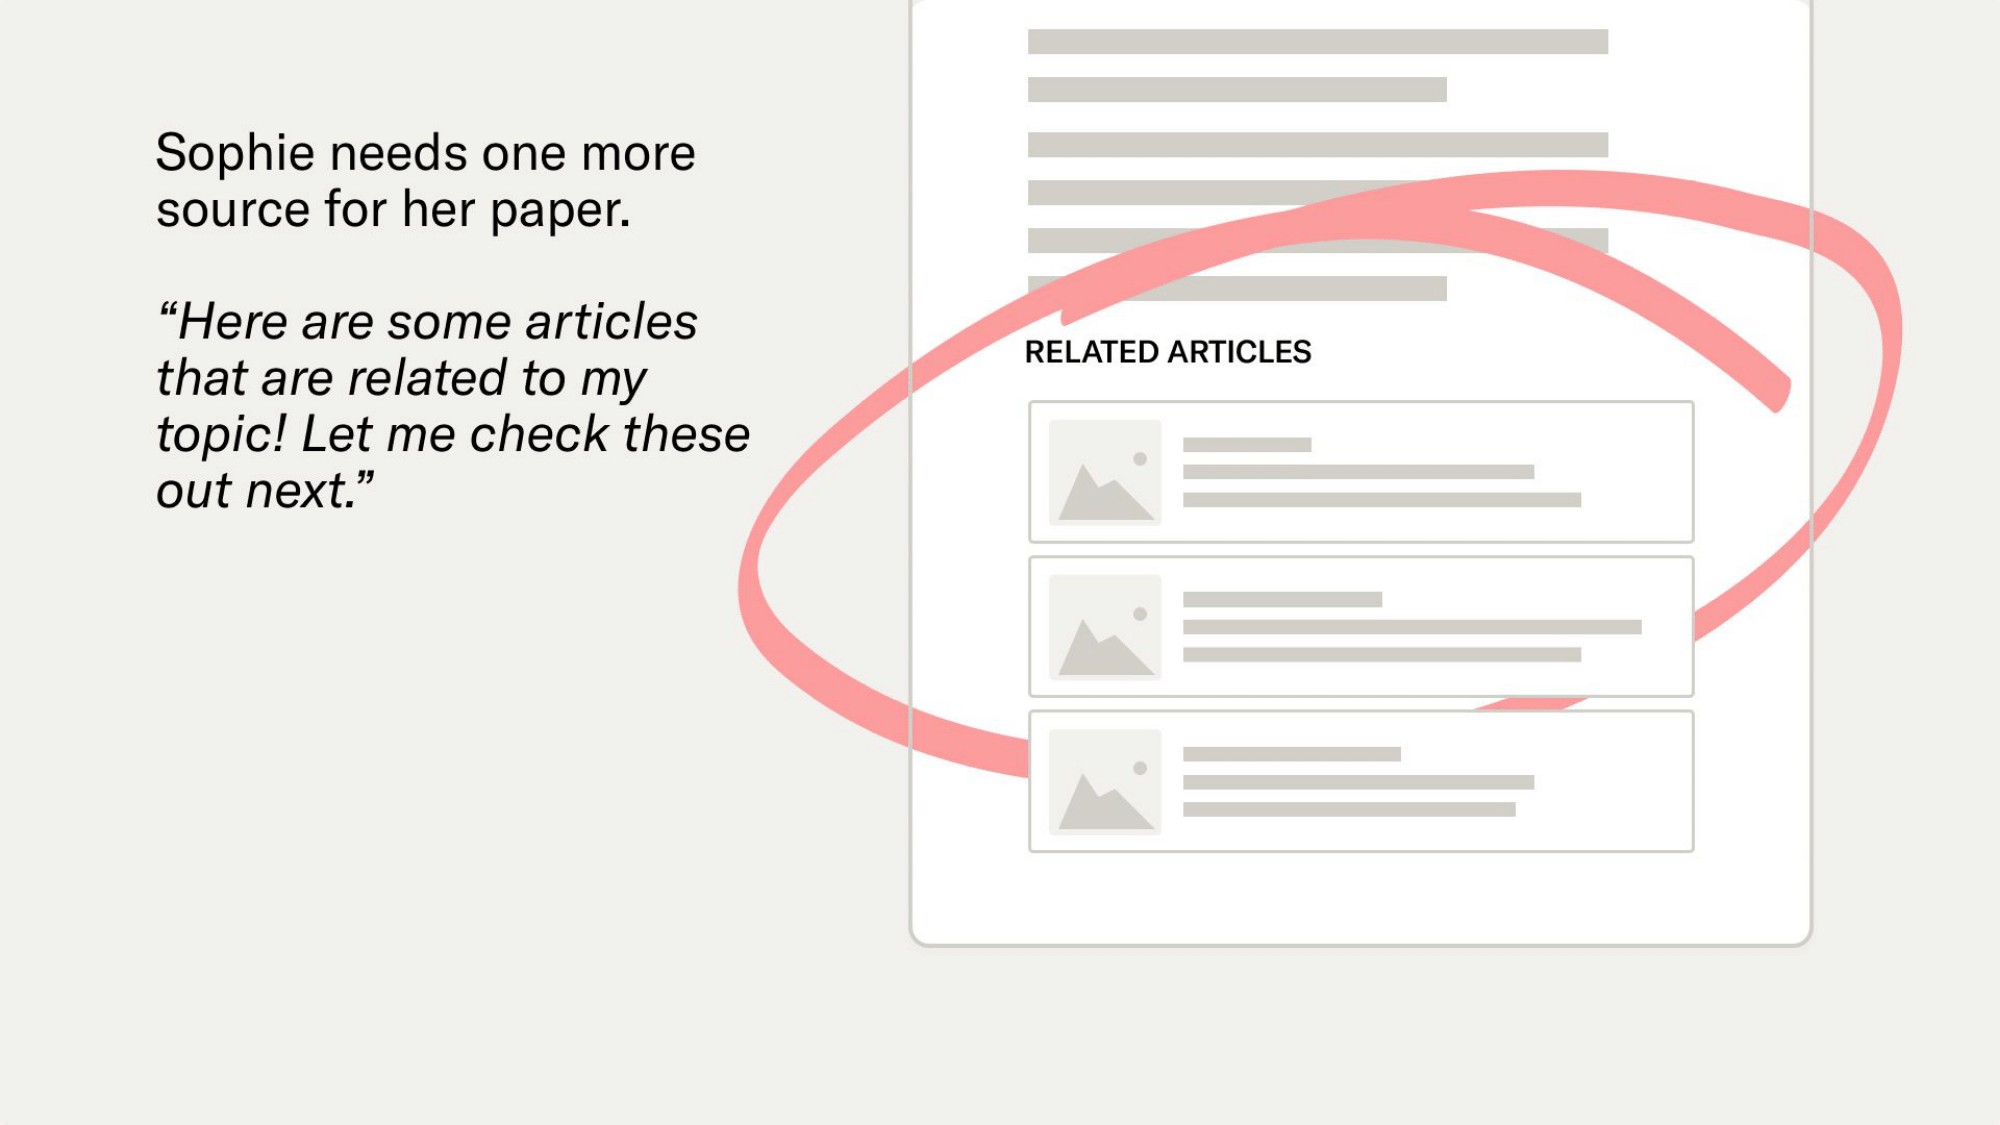 Sophie needs one more
source for her paper.
“Here are some articles
that are related to my
topic! Let me check these
out next.”
RELATED ARTICLES